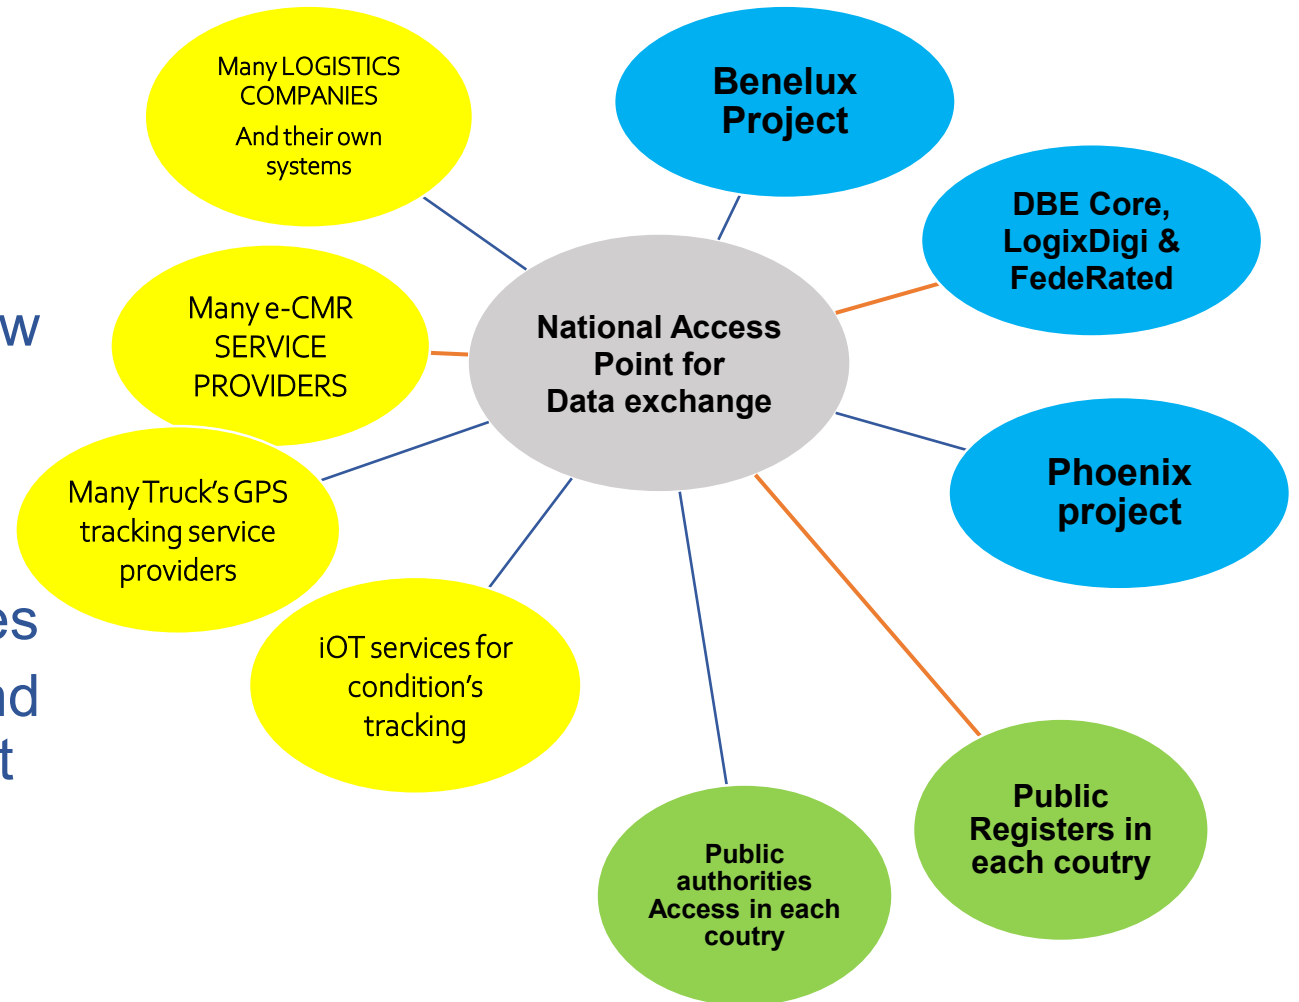 Many LOGISTICS
COMPANIES
And their own
systems
Benelux
Project
DBE Core,
LogixDigi &
FedeRated
Many e-CMR
SERVICE
PROVIDERS
National Access
Point for
Data exchange
Many Truck's GPS
tracking service
providers
Phoenix
project
iOT services for
condition's
tracking
Public
Registers in
each coutry
Public
authorities
Access in each
coutry
w
es
nd
t